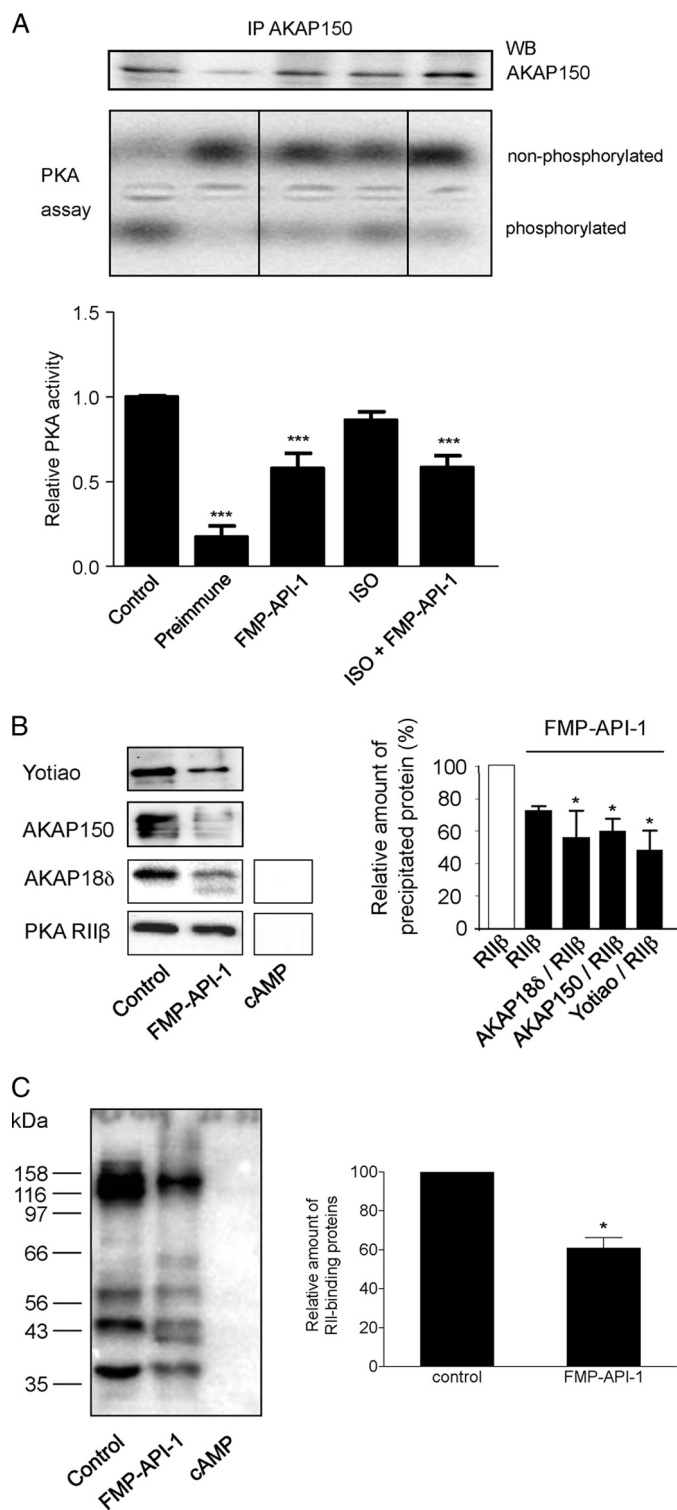 A
IP AKAP150
WB
AKAP150
PKA
assay
non-phosphorylated
phosphorylated
Relative PKA activity
1.5
1.0
0.5
0.0
***
***
***
Control
Preimmune
FMP-API-1
ISO
ISO + FMP-API-1
B
Yotiao
AKAP150
AKAP18δ
PKA RIIβ
Control
FMP-API-1
cAMP
FMP-API-1
Relative amount of
precipitated protein (%)
100
80
60
40
20
0
*
*
*
RIIβ
RIIβ
AKAP18δ / RIIβ
AKAP150 / RIIβ
Yotiao / RIIβ
C
kDa
158
116
97
66
56
43
35
Control
FMP-API-1
cAMP
Relative amount of
RII-binding proteins
100
80
60
40
20
0
*
control
FMP-API-1